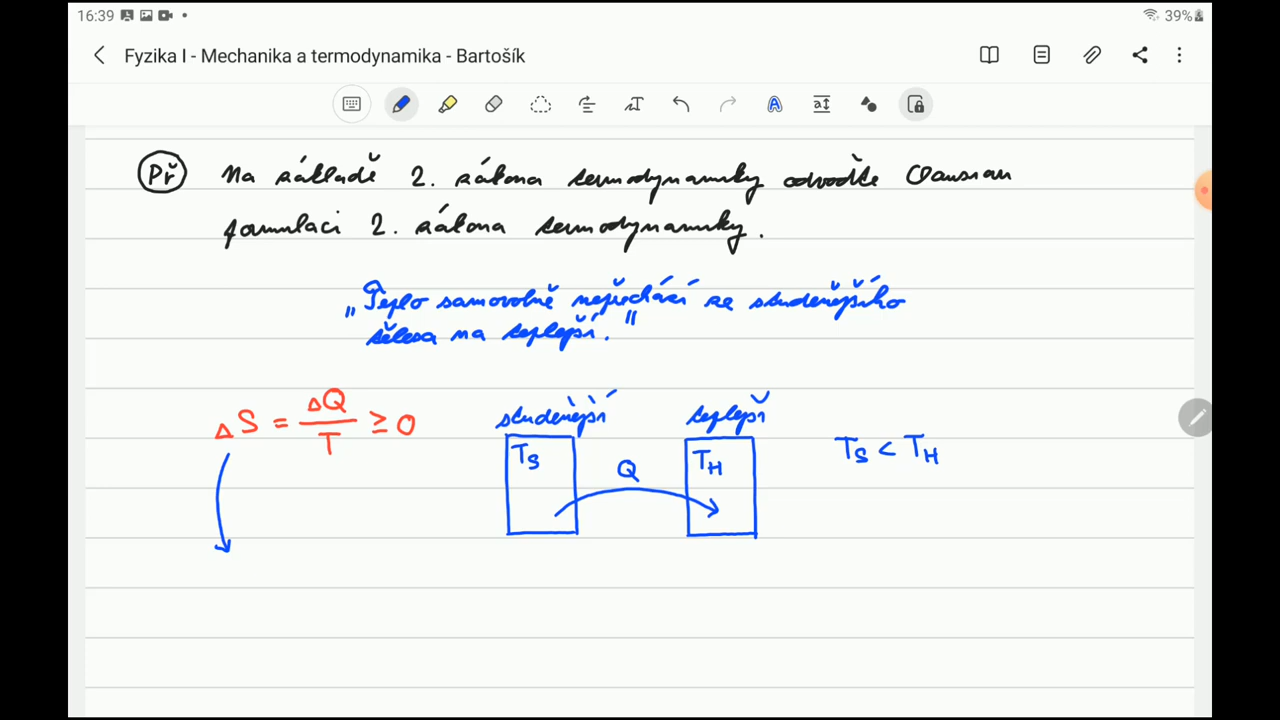 16:39
39%
Fyzika I - Mechanika a termodynamika - Bartošík
Př Na základě 2. zákona termodynamiky odvoďte Clausiovu
formulaci 2. zákona termodynamiky.
„Teplo samovolně nepřechází ze studenějšího
tělesa na teplejší."
ΔS = ΔQ / T ≥ 0
studenější teplejší
T_S Q T_H T_S < T_H